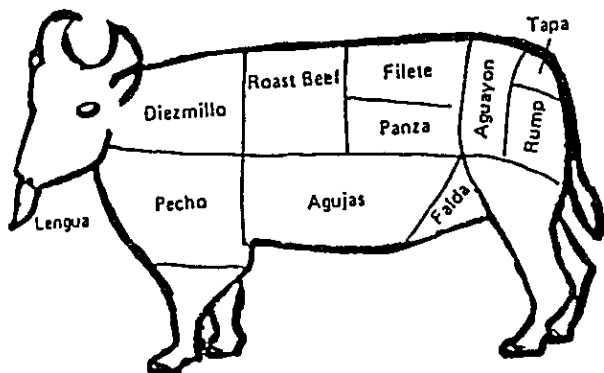 Tapa
Roast Beef
Filete
Aguayon
Diezmillo
Panza
Rump
Pecho
Agujas
Falda
Lengua